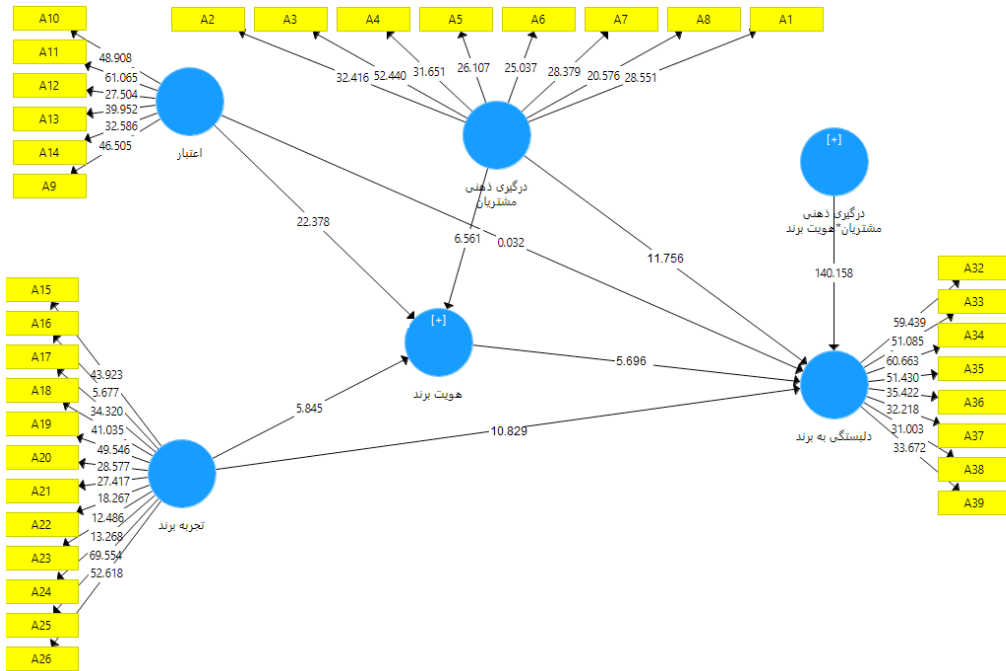 A10
A11
A12
A13
A14
A9
48.908
61.065
27.504
39.952
32.586
46.505
اعتبار
A2
A3
A4
A5
A6
A7
A8
A1
32.416
52.440
31.651
26.107
25.037
28.379
20.576
28.551
درگیری ذهنی
مشتریان
[+]
درگیری ذهنی
مشتریان*هویت برند
22.378
6.561
0.032
11.756
140.158
A15
A16
A17
A18
A19
A20
A21
A22
A23
A24
A25
A26
43.923
5.677
34.320
41.035
49.546
28.577
27.417
18.267
12.486
13.268
69.554
52.618
تجربه برند
[+]
هویت برند
5.845
5.696
10.829
دلبستگی به برند
59.439
51.085
60.663
51.430
35.422
32.218
31.003
33.672
A32
A33
A34
A35
A36
A37
A38
A39